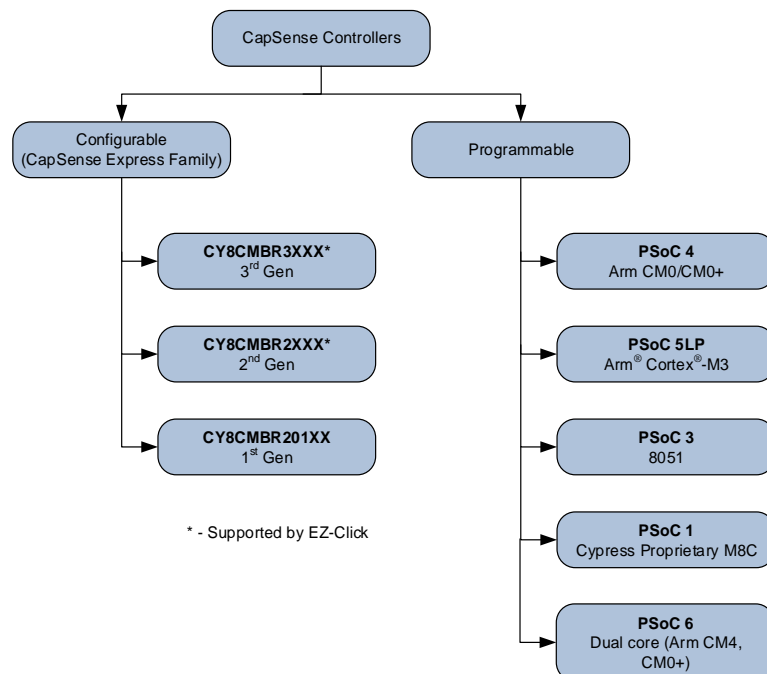 CapSense Controllers
Configurable
(CapSense Express Family)
Programmable
CY8CMBR3XXX*
3rd Gen
CY8CMBR2XXX*
2nd Gen
CY8CMBR201XX
1st Gen
* - Supported by EZ-Click
PSoC 4
Arm CM0/CM0+
PSoC 5LP
Arm® Cortex®-M3
PSoC 3
8051
PSoC 1
Cypress Proprietary M8C
PSoC 6
Dual core (Arm CM4,
CM0+)